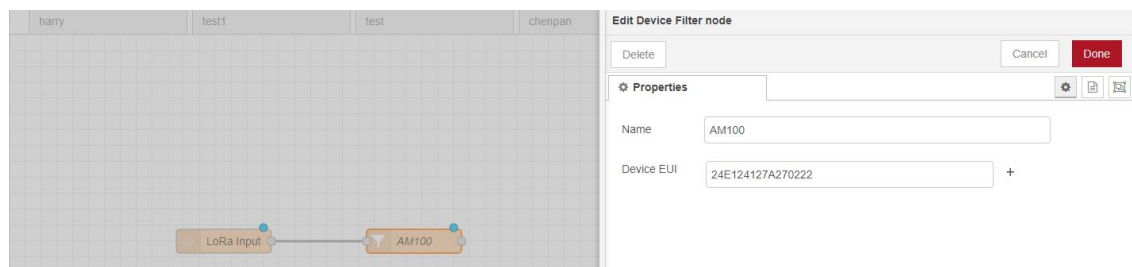 harry
test1
test
chenpan
LoRa Input
AM100
Edit Device Filter node
Delete
Cancel
Done
Properties
Name
AM100
Device EUI
24E124127A270222
+